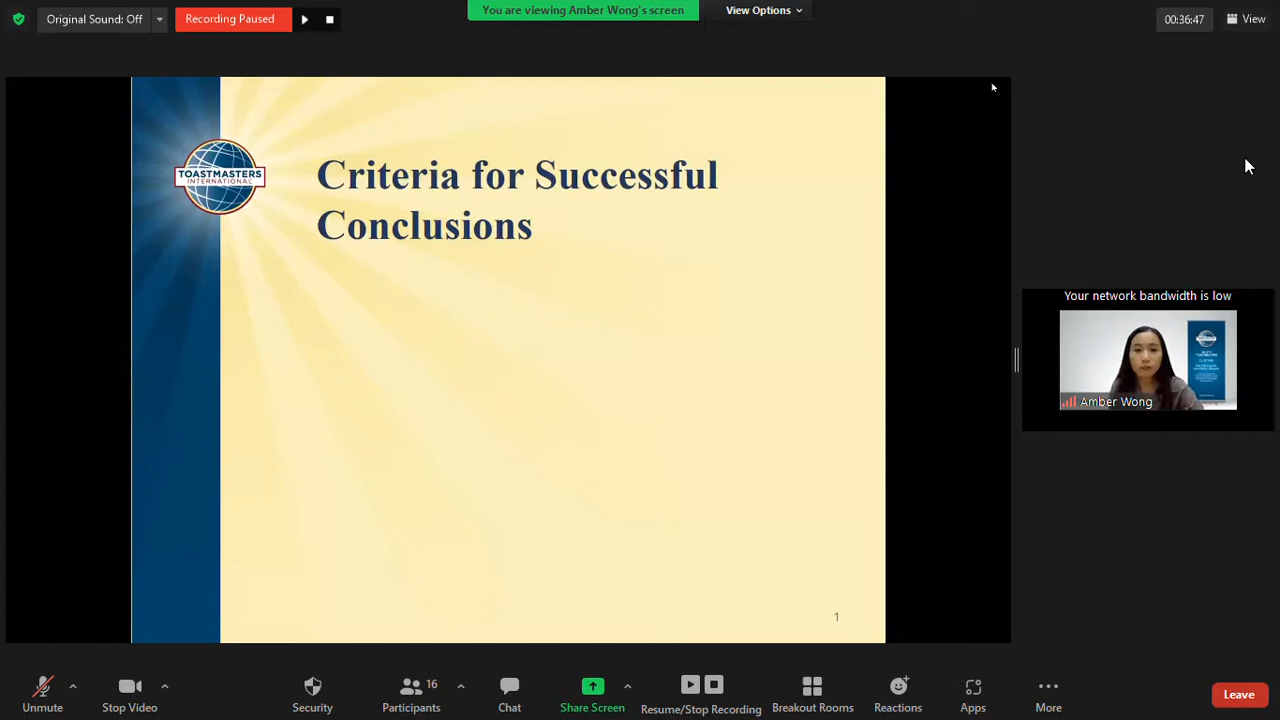 Original Sound: Off
Recording Paused
You are viewing Amber Wong's screen
View Options
00:36:47
View
TOASTMASTERS
INTERNATIONAL
Criteria for Successful
Conclusions
1
Your network bandwidth is low
Amber Wong
Unmute
Stop Video
Security
16
Participants
Chat
Share Screen
Resume/Stop Recording
Breakout Rooms
Reactions
Apps
More
Leave